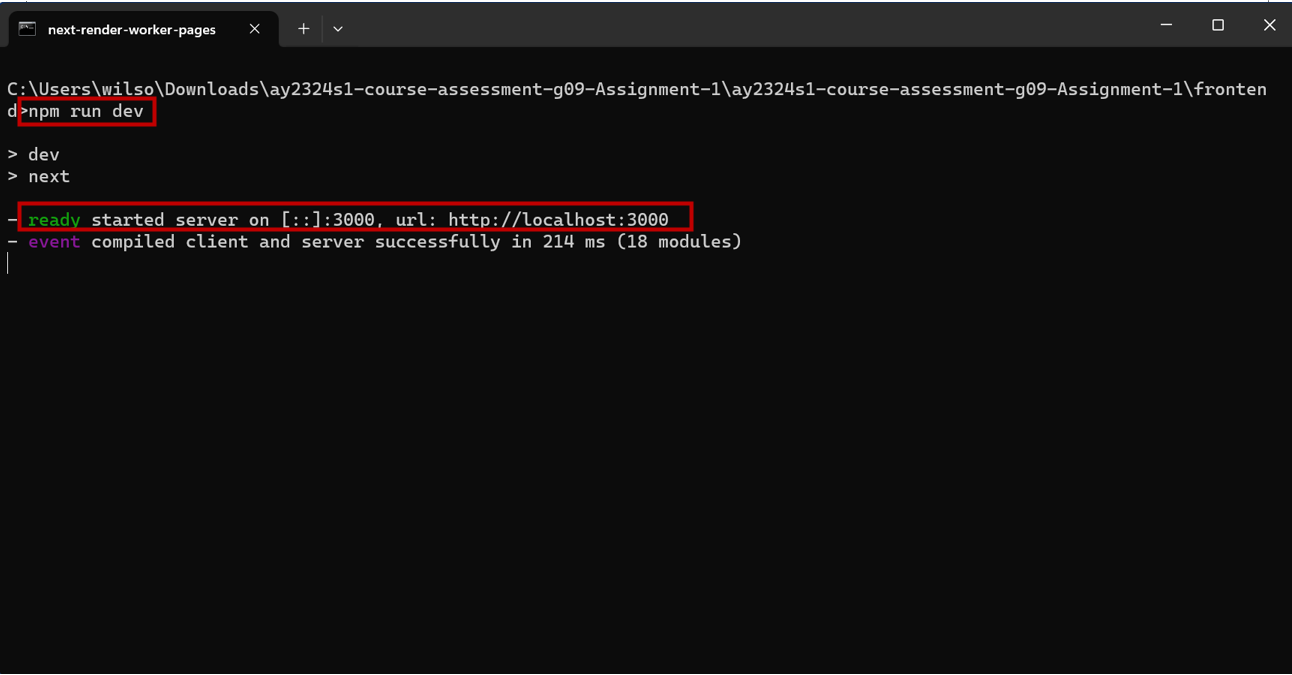 next-render-worker-pages
C:\Users\wilso\Downloads\ay2324s1-course-assessment-g09-Assignment-1\ay2324s1-course-assessment-g09-Assignment-1\fronten
d>npm run dev
> dev
> next
- ready started server on [::]:3000, url: http://localhost:3000
- event compiled client and server successfully in 214 ms (18 modules)